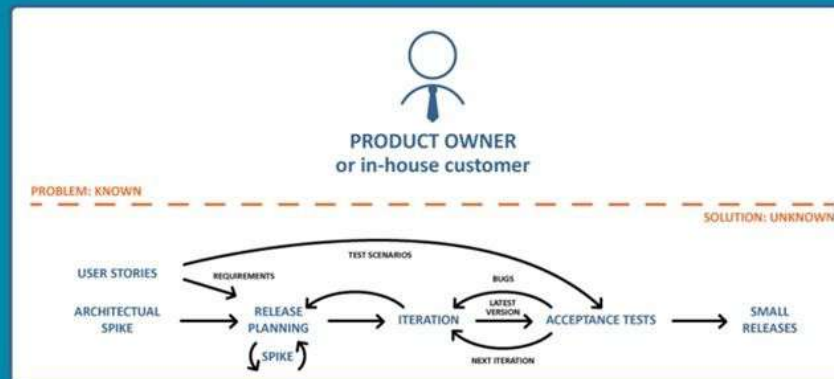 PRODUCT OWNER
or in-house customer
PROBLEM: KNOWN
SOLUTION: UNKNOWN
TEST SCENARIOS
USER STORIES
REQUIREMENTS
BUGS
ARCHITECTUAL
SPIKE
RELEASE
PLANNING
ITERATION
LATEST
VERSION
ACCEPTANCE TESTS
SMALL
RELEASES
SPIKE
NEXT ITERATION